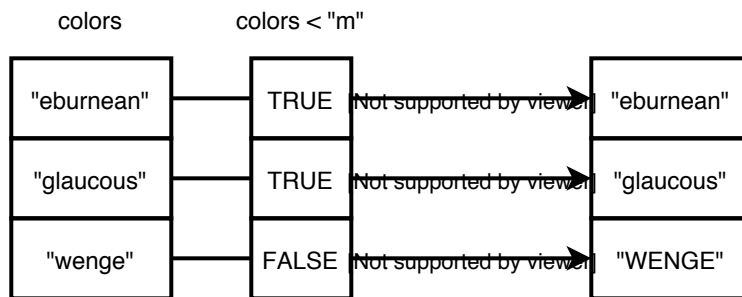 colors colors < "m"
"eburnean" TRUE [Not supported by viewer] "eburnean"
"glaucous" TRUE [Not supported by viewer] "glaucous"
"wenge" FALSE [Not supported by viewer] "WENGE"